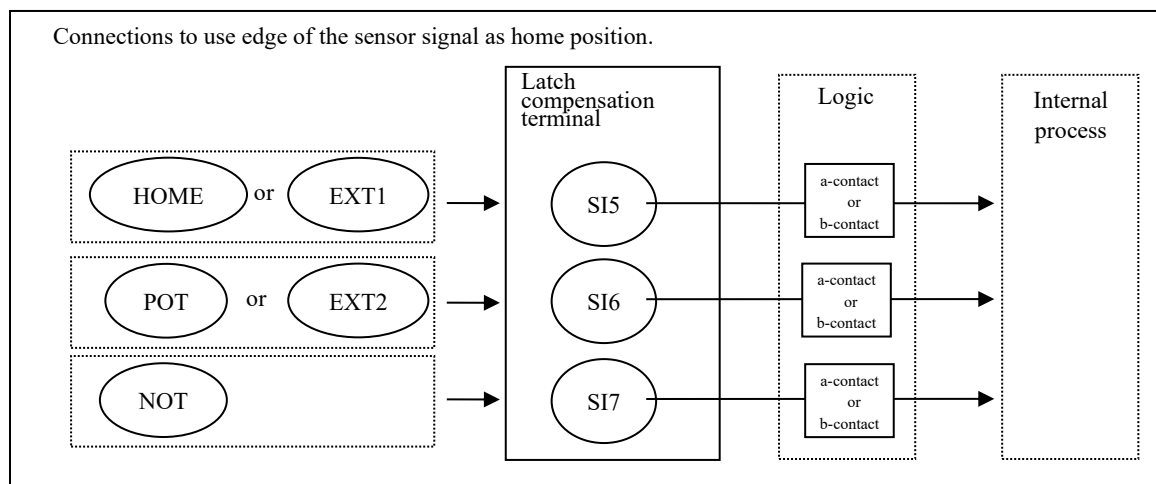 Connections to use edge of the sensor signal as home position.
Latch
compensation
terminal
Logic
Internal
process
HOME or EXT1
SI5
a-contact
or
b-contact
POT or EXT2
SI6
a-contact
or
b-contact
NOT
SI7
a-contact
or
b-contact